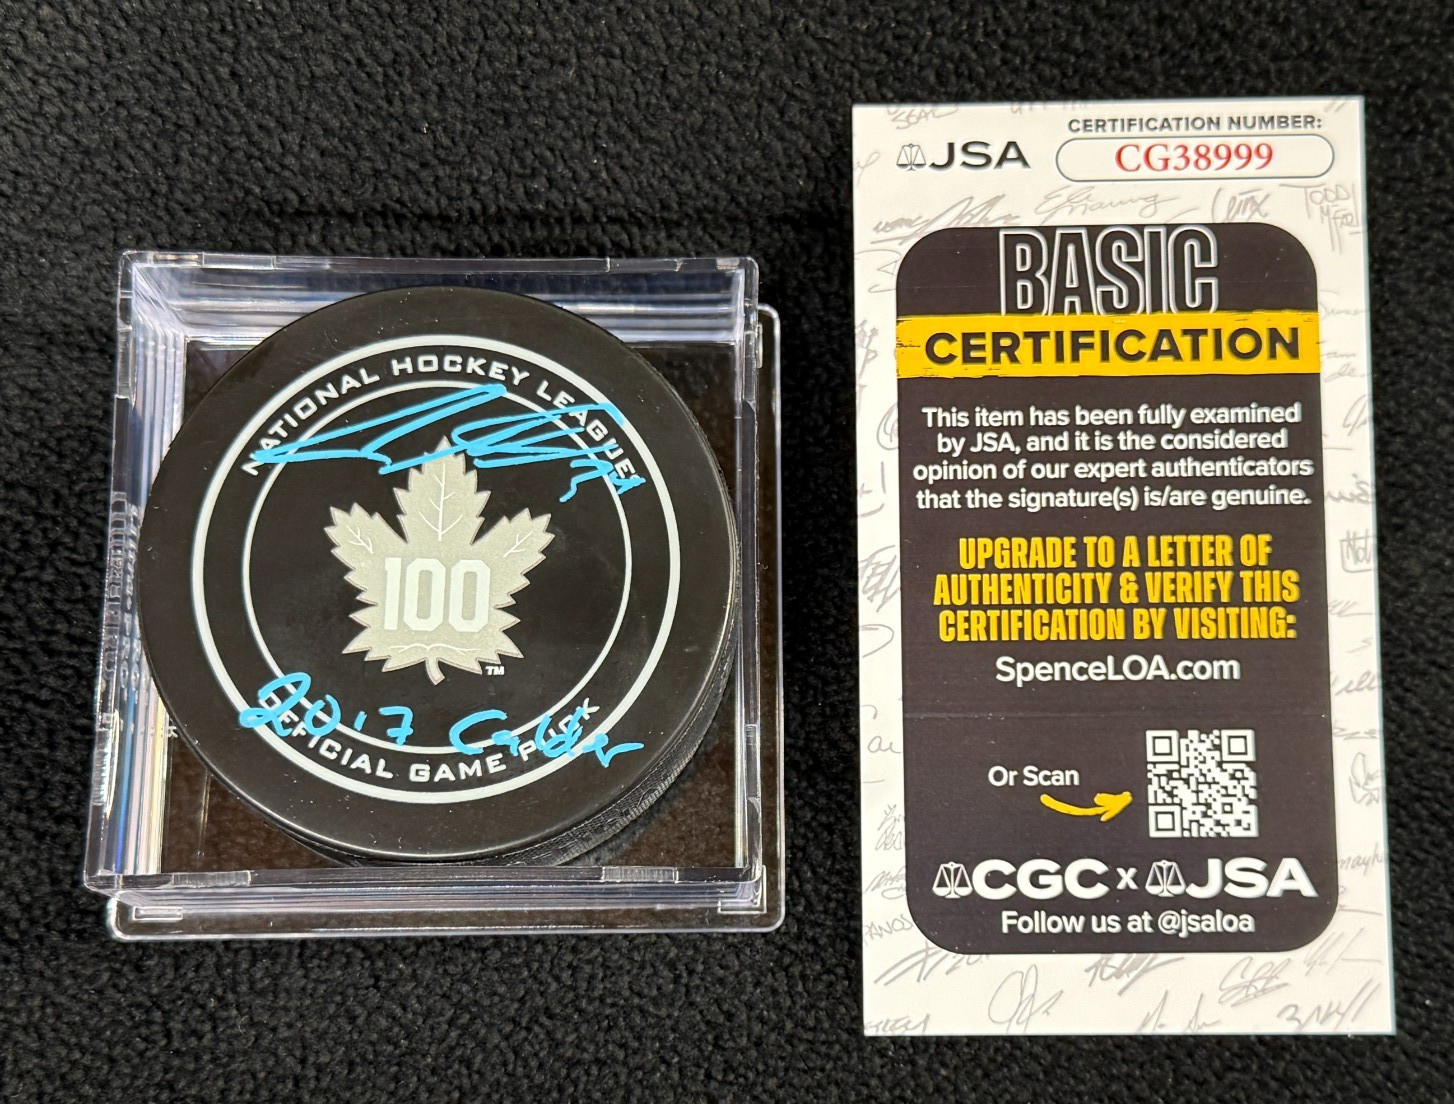 NATIONAL HOCKEY LEAGUE
100
TM
2017 Calder
OFFICIAL GAME PUCK
JSA
CERTIFICATION NUMBER:
CG38999
BASIC
CERTIFICATION
This item has been fully examined
by JSA, and it is the considered
opinion of our expert authenticators
that the signature(s) is/are genuine.
UPGRADE TO A LETTER OF
AUTHENTICITY & VERIFY THIS
CERTIFICATION BY VISITING:
SpenceLOA.com
Or Scan
CGC x JSA
Follow us at @jsaloa